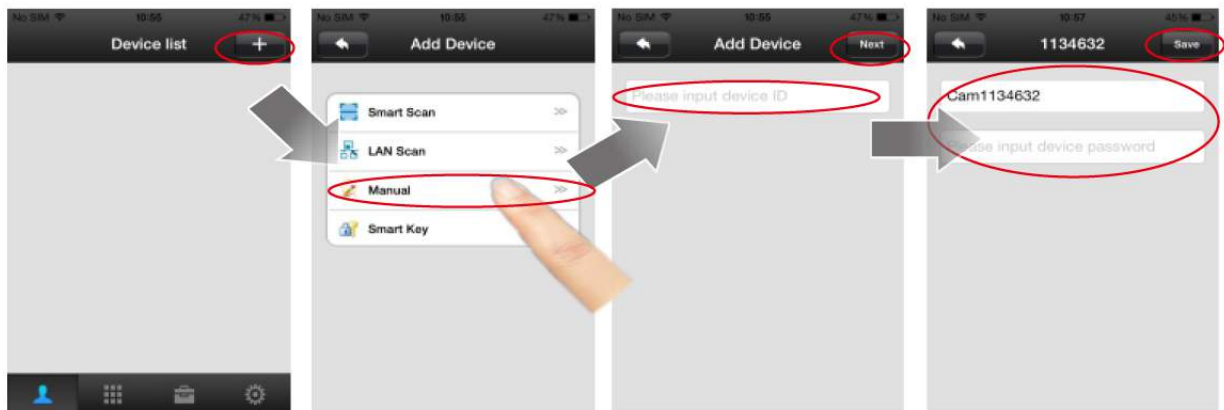 No SIM 10:55 47%
Device list +
No SIM 10:55 47%
Add Device
Smart Scan
LAN Scan
Manual
Smart Key
No SIM 10:55 47%
Add Device Next
Please input device ID
No SIM 10:57 45%
1134632 Save
Cam1134632
Please input device password